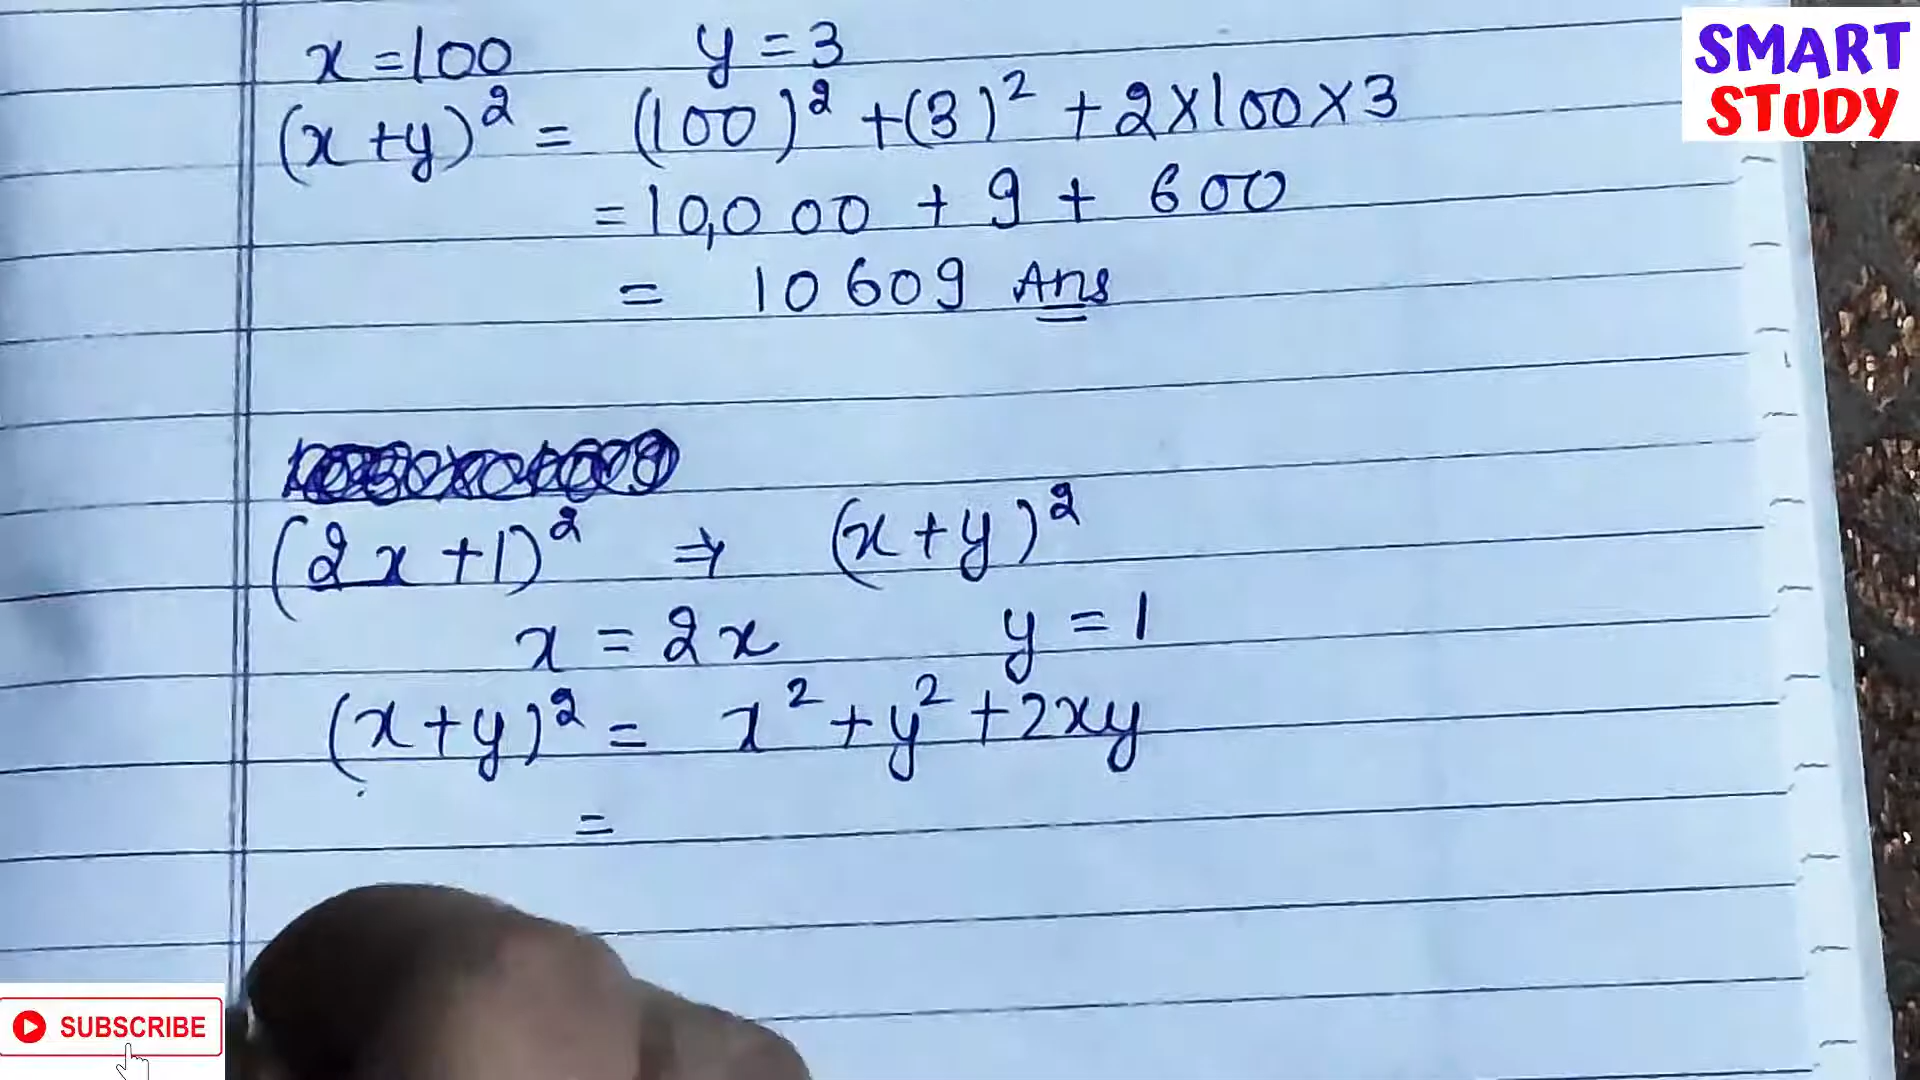 x=100 y=3
SMART
STUDY
(x+y)² = (100)² +(3)² +2×100×3
=10,000 + 9 + 600
= 10609 Ans
(2x+1)² ⇒ (x+y)²
x = 2x y=1
(x+y)² = x²+y²+2xy
=
SUBSCRIBE